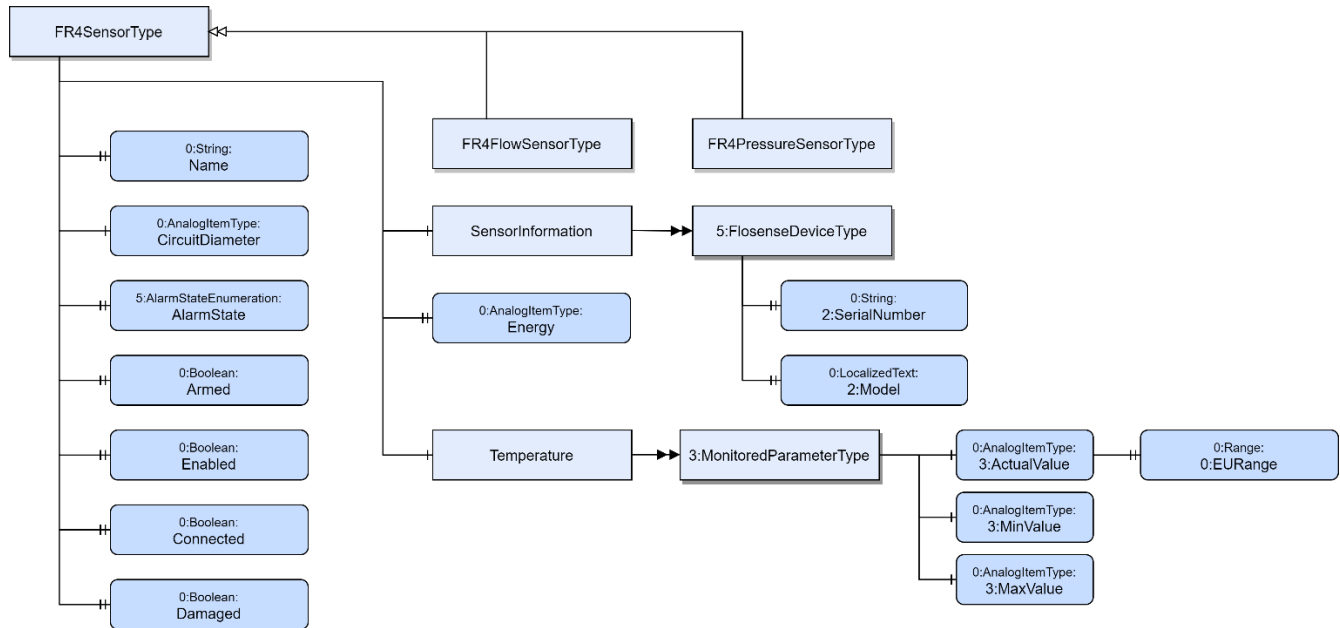 FR4SensorType
FR4FlowSensorType
FR4PressureSensorType
0:String:
Name
0:AnalogItemType:
CircuitDiameter
5:AlarmStateEnumeration:
AlarmState
0:Boolean:
Armed
0:Boolean:
Enabled
0:Boolean:
Connected
0:Boolean:
Damaged
SensorInformation
5:FlosenseDeviceType
0:String:
2:SerialNumber
0:LocalizedText:
2:Model
0:AnalogItemType:
Energy
Temperature
3:MonitoredParameterType
0:AnalogItemType:
3:ActualValue
0:Range:
0:EURange
0:AnalogItemType:
3:MinValue
0:AnalogItemType:
3:MaxValue